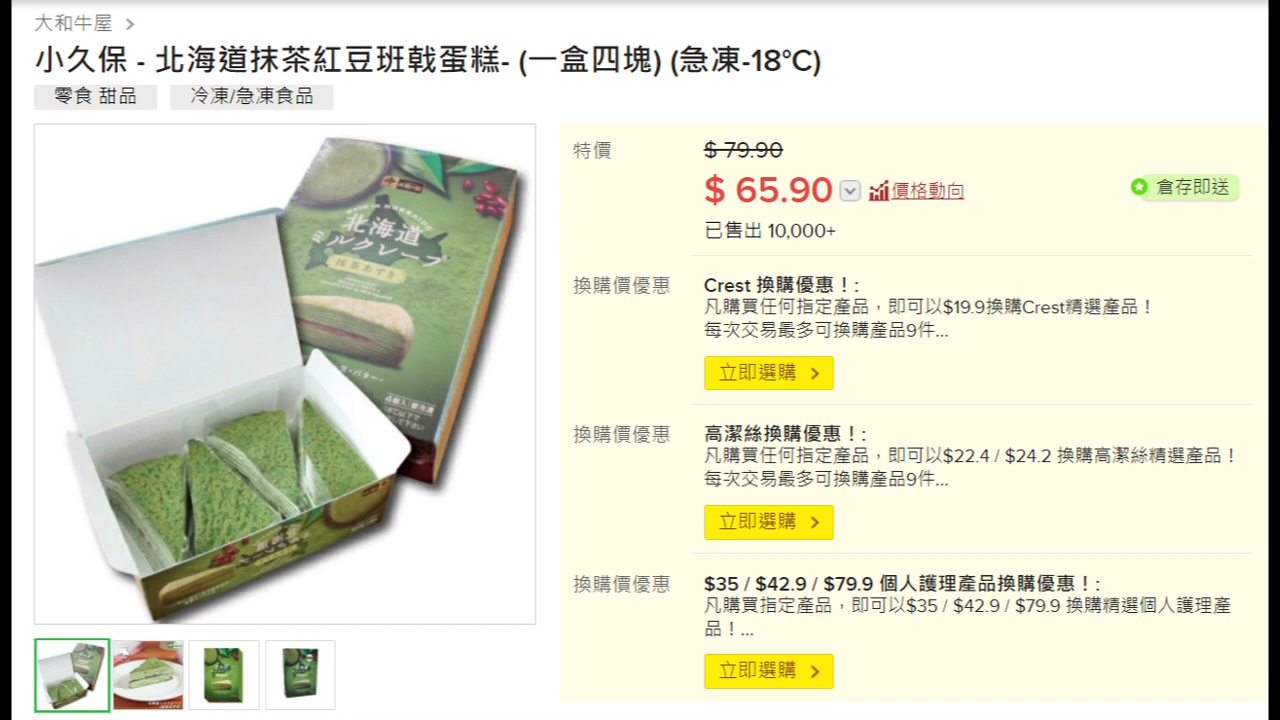 大和牛屋
小久保 - 北海道抹茶紅豆班戟蛋糕- (一盒四塊) (急凍-18°C)
零食 甜品
冷凍/急凍食品
北海道
ミルクレープ
抹茶あずき
特價
$ 79.90
$ 65.90
價格動向
倉存即送
已售出 10,000+
換購價優惠
Crest 換購優惠！:
凡購買任何指定產品，即可以$19.9換購Crest精選產品！
每次交易最多可換購產品9件...
立即選購
換購價優惠
高潔絲換購優惠！:
凡購買任何指定產品，即可以$22.4 / $24.2 換購高潔絲精選產品！
每次交易最多可換購產品9件...
立即選購
換購價優惠
$35 / $42.9 / $79.9 個人護理產品換購優惠！:
凡購買指定產品，即可以$35 / $42.9 / $79.9 換購精選個人護理產
品！...
立即選購